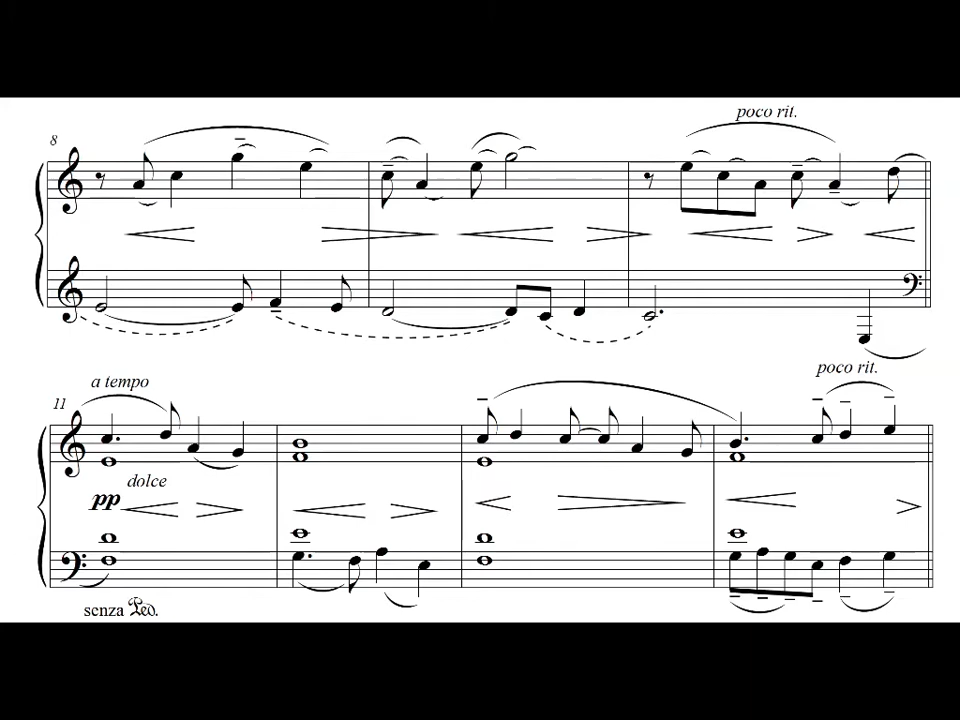 poco rit.
8
poco rit.
a tempo
11
dolce
pp
senza Ped.